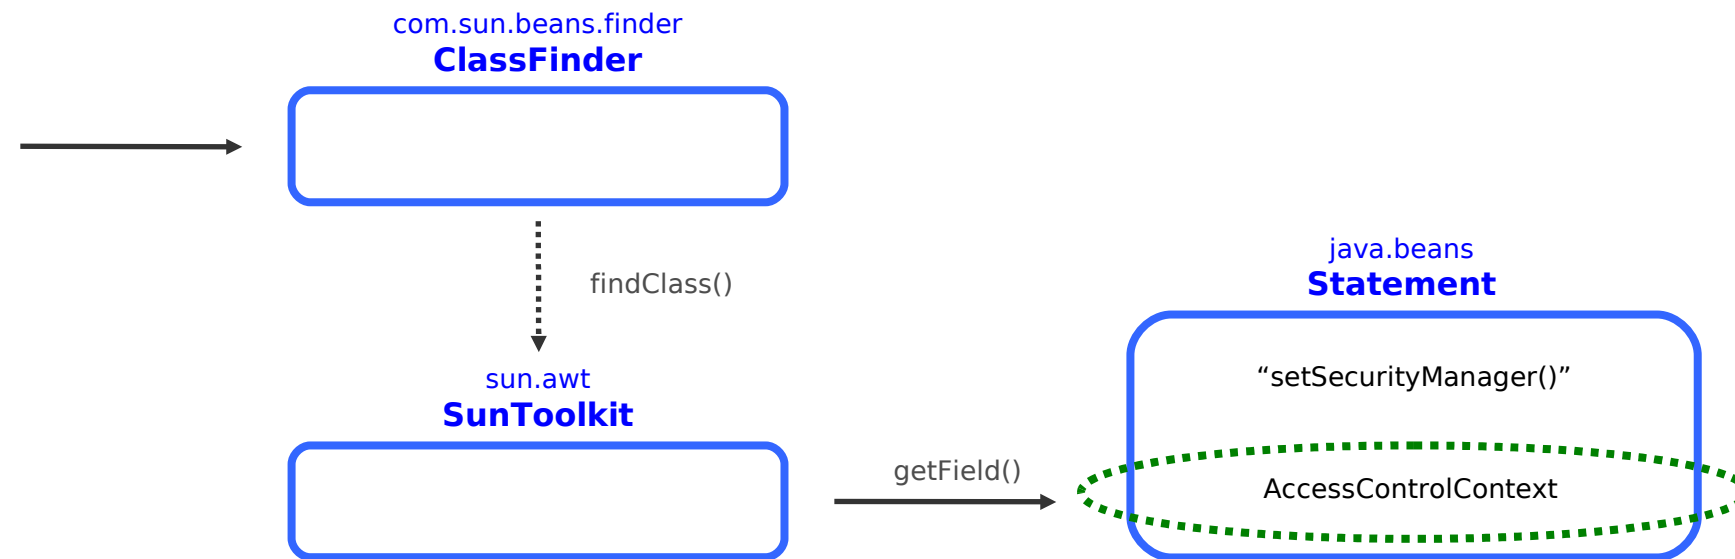 com.sun.beans.finder
ClassFinder
findClass()
sun.awt
SunToolkit
getField()
java.beans
Statement
“setSecurityManager()”
AccessControlContext